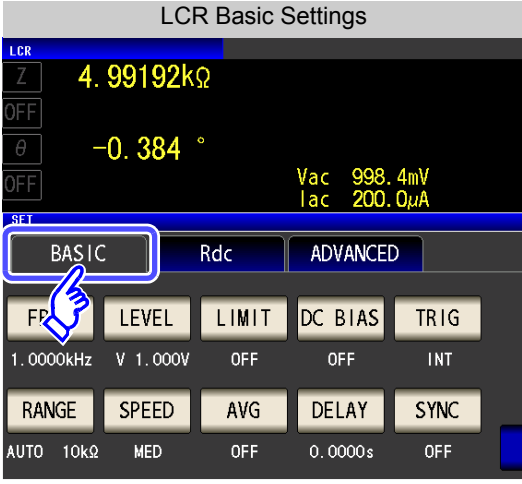 LCR Basic Settings
LCR
Z 4.99192kΩ
OFF
θ -0.384 °
OFF
Vac 998.4mV
Iac 200.0μA
SET
BASIC Rdc ADVANCED
LEVEL LIMIT DC BIAS TRIG
1.0000kHz V 1.000V OFF OFF INT
RANGE SPEED AVG DELAY SYNC
AUTO 10kΩ MED OFF 0.0000s OFF